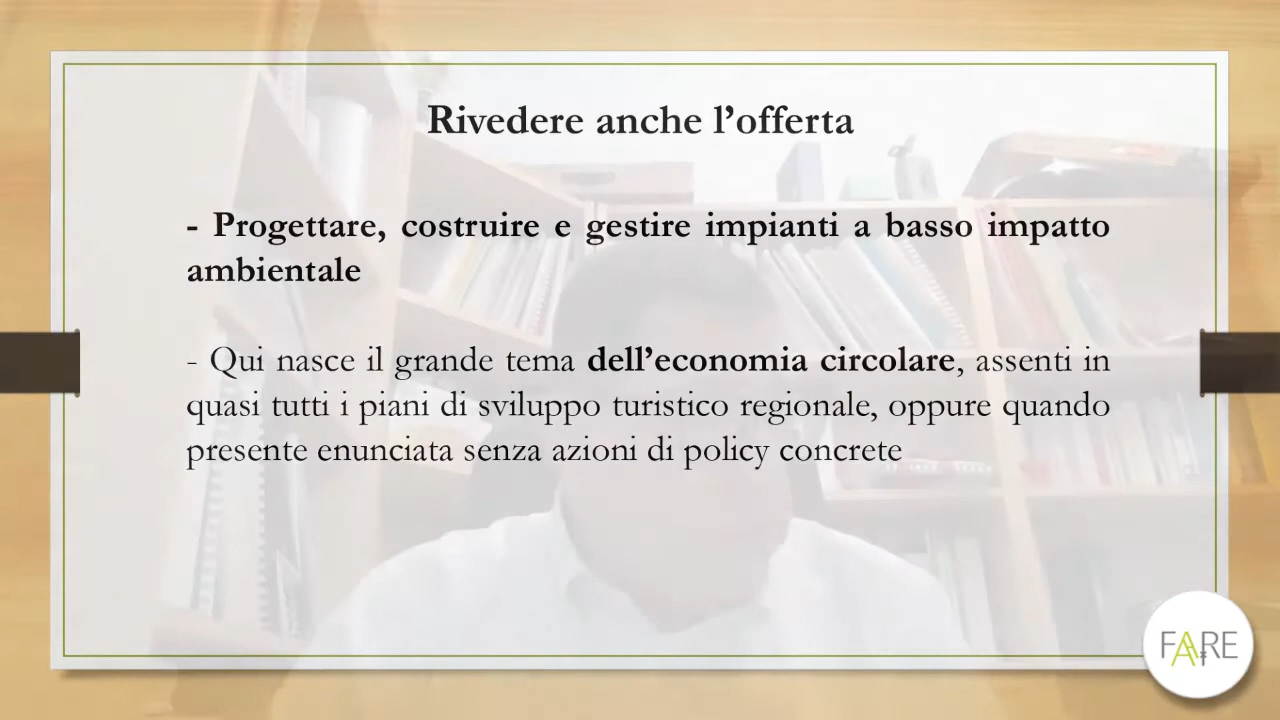 Rivedere anche l’offerta
- Progettare, costruire e gestire impianti a basso impatto
ambientale
- Qui nasce il grande tema dell’economia circolare, assenti in
quasi tutti i piani di sviluppo turistico regionale, oppure quando
presente enunciata senza azioni di policy concrete
FARE